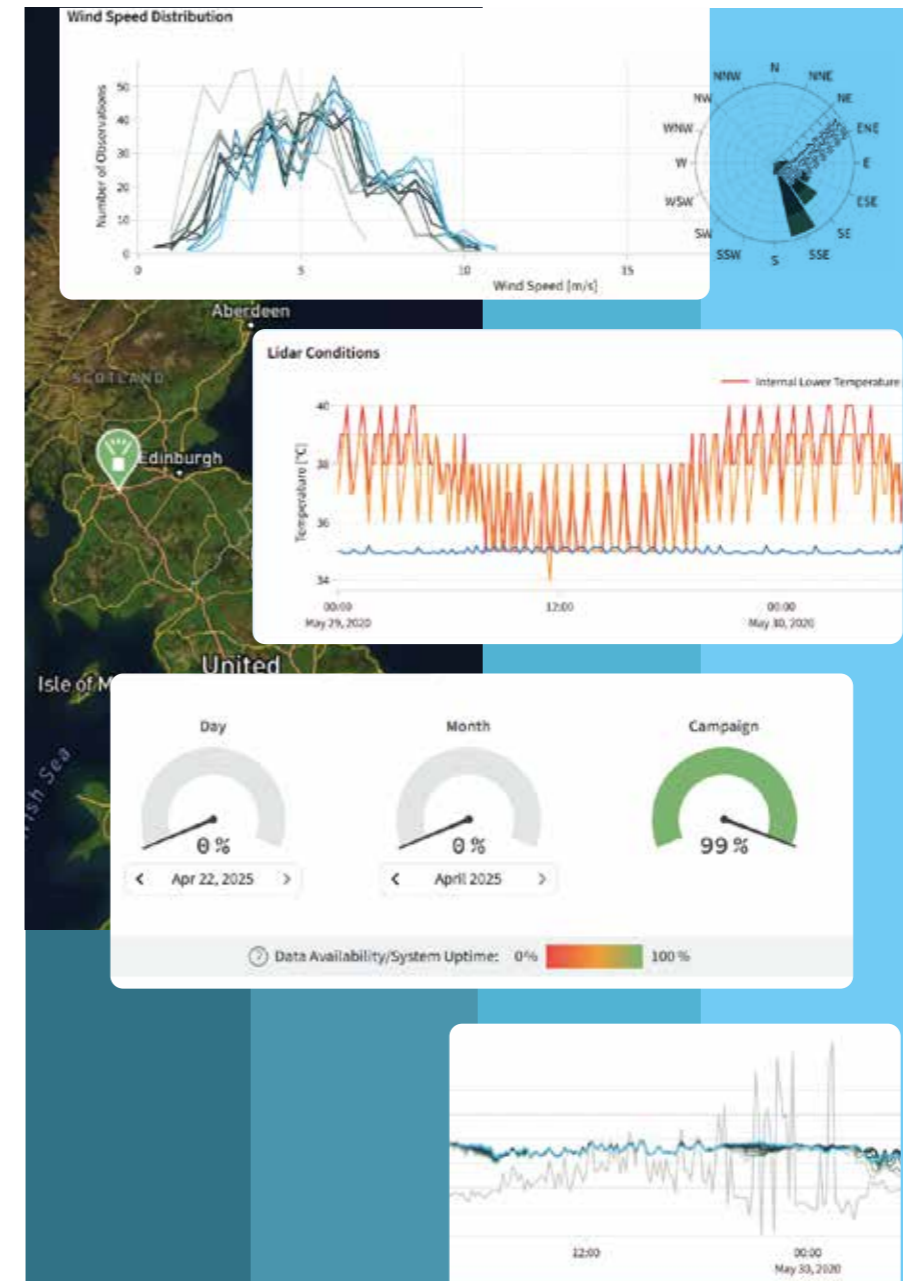 Wind Speed Distribution
Number of Observations
50
40
30
20
10
0
0
5
10
15
Wind Speed [m/s]
N
NNE
NE
ENE
E
ESE
SE
SSE
S
SSW
SW
WSW
W
WNW
NW
NNW
Aberdeen
SCOTLAND
Edinburgh
United
Isle of M
ish Sea
Lidar Conditions
Internal Lower Temperature
Temperature [°C]
40
38
36
34
00:00
May 29, 2020
12:00
00:00
May 30, 2020
Day
Month
Campaign
0%
0%
99%
< Apr 22, 2025 >
< April 2025 >
? Data Availability/System Uptime: 0% 100%
12:00
00:00
May 30, 2020